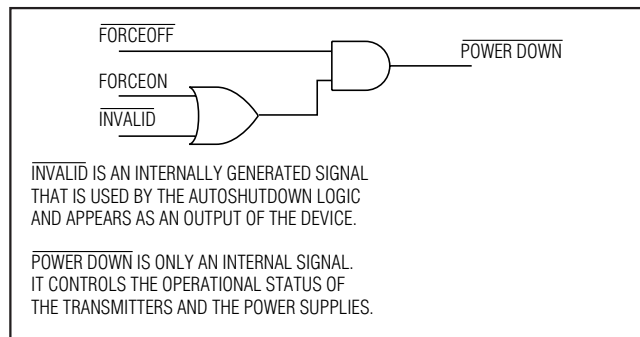 FORCEOFF
POWER DOWN
FORCEON
INVALID
INVALID IS AN INTERNALLY GENERATED SIGNAL
THAT IS USED BY THE AUTOSHUTDOWN LOGIC
AND APPEARS AS AN OUTPUT OF THE DEVICE.
POWER DOWN IS ONLY AN INTERNAL SIGNAL.
IT CONTROLS THE OPERATIONAL STATUS OF
THE TRANSMITTERS AND THE POWER SUPPLIES.